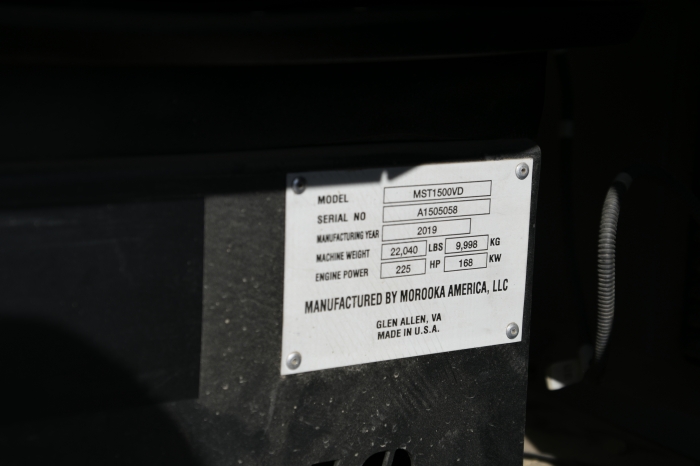 MODEL MST1500VD
SERIAL NO A1505058
MANUFACTURING YEAR 2019
MACHINE WEIGHT 22,040 LBS 9,998 KG
ENGINE POWER 225 HP 168 KW
MANUFACTURED BY MOROOKA AMERICA, LLC
GLEN ALLEN, VA
MADE IN U.S.A.